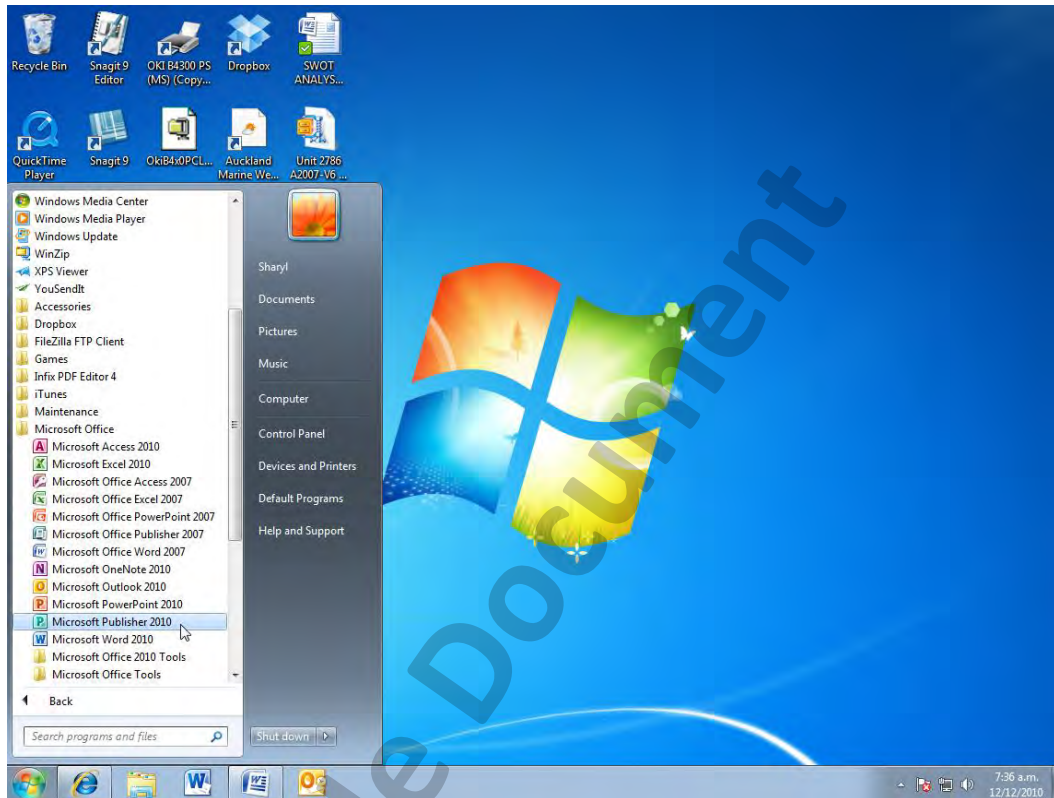 Recycle Bin
Snagit 9
Editor
OKI B4300 PS
(MS) (Copy...
Dropbox
SWOT
ANALYS...
QuickTime
Player
Snagit 9
OkiB4x0PCL...
Auckland
Marine We...
Unit 2786
A2007-V6 ...
Windows Media Center
Windows Media Player
Windows Update
WinZip
XPS Viewer
YouSendIt
Accessories
Dropbox
FileZilla FTP Client
Games
Infix PDF Editor 4
iTunes
Maintenance
Microsoft Office
Microsoft Access 2010
Microsoft Excel 2010
Microsoft Office Access 2007
Microsoft Office Excel 2007
Microsoft Office PowerPoint 2007
Microsoft Office Publisher 2007
Microsoft Office Word 2007
Microsoft OneNote 2010
Microsoft Outlook 2010
Microsoft PowerPoint 2010
Microsoft Publisher 2010
Microsoft Word 2010
Microsoft Office 2010 Tools
Microsoft Office Tools
Back
Search programs and files
Sharyl
Documents
Pictures
Music
Computer
Control Panel
Devices and Printers
Default Programs
Help and Support
Shut down
le Document
7:36 a.m.
12/12/2010